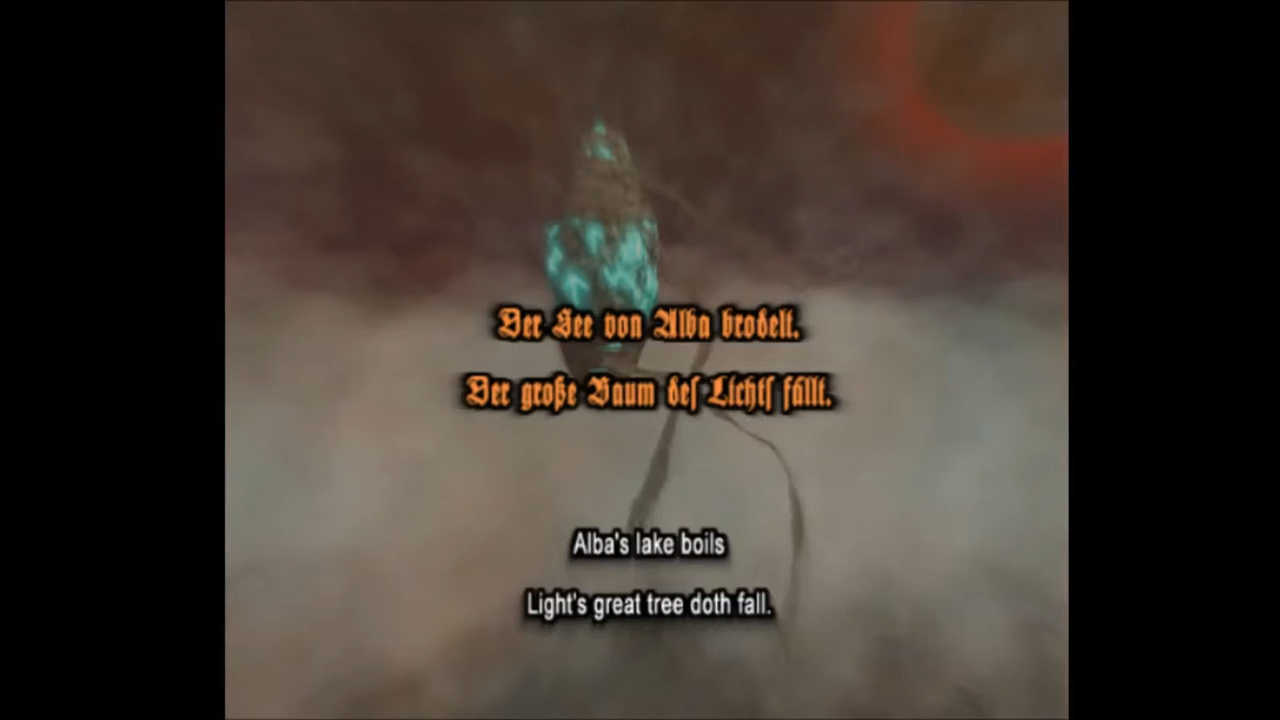 Der See von Alba brodelt.
Der große Baum deſ Lichtſ fällt.
Alba's lake boils
Light's great tree doth fall.